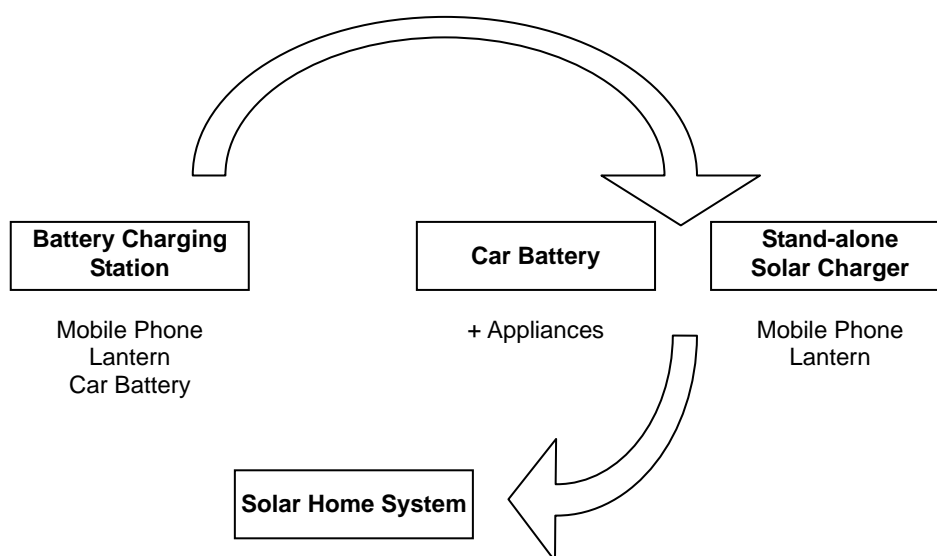 Battery Charging
Station
Mobile Phone
Lantern
Car Battery
Car Battery
+ Appliances
Stand-alone
Solar Charger
Mobile Phone
Lantern
Solar Home System